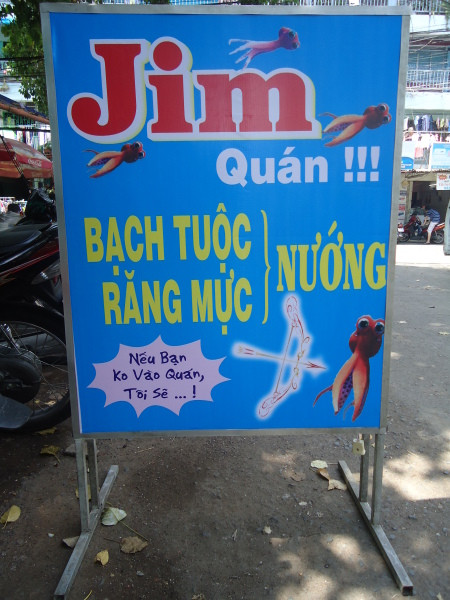 Jim
Quán !!!
BẠCH TUỘC
RĂNG MỰC
NƯỚNG
Nếu Bạn
Ko Vào Quán,
Tôi Sẽ ... !